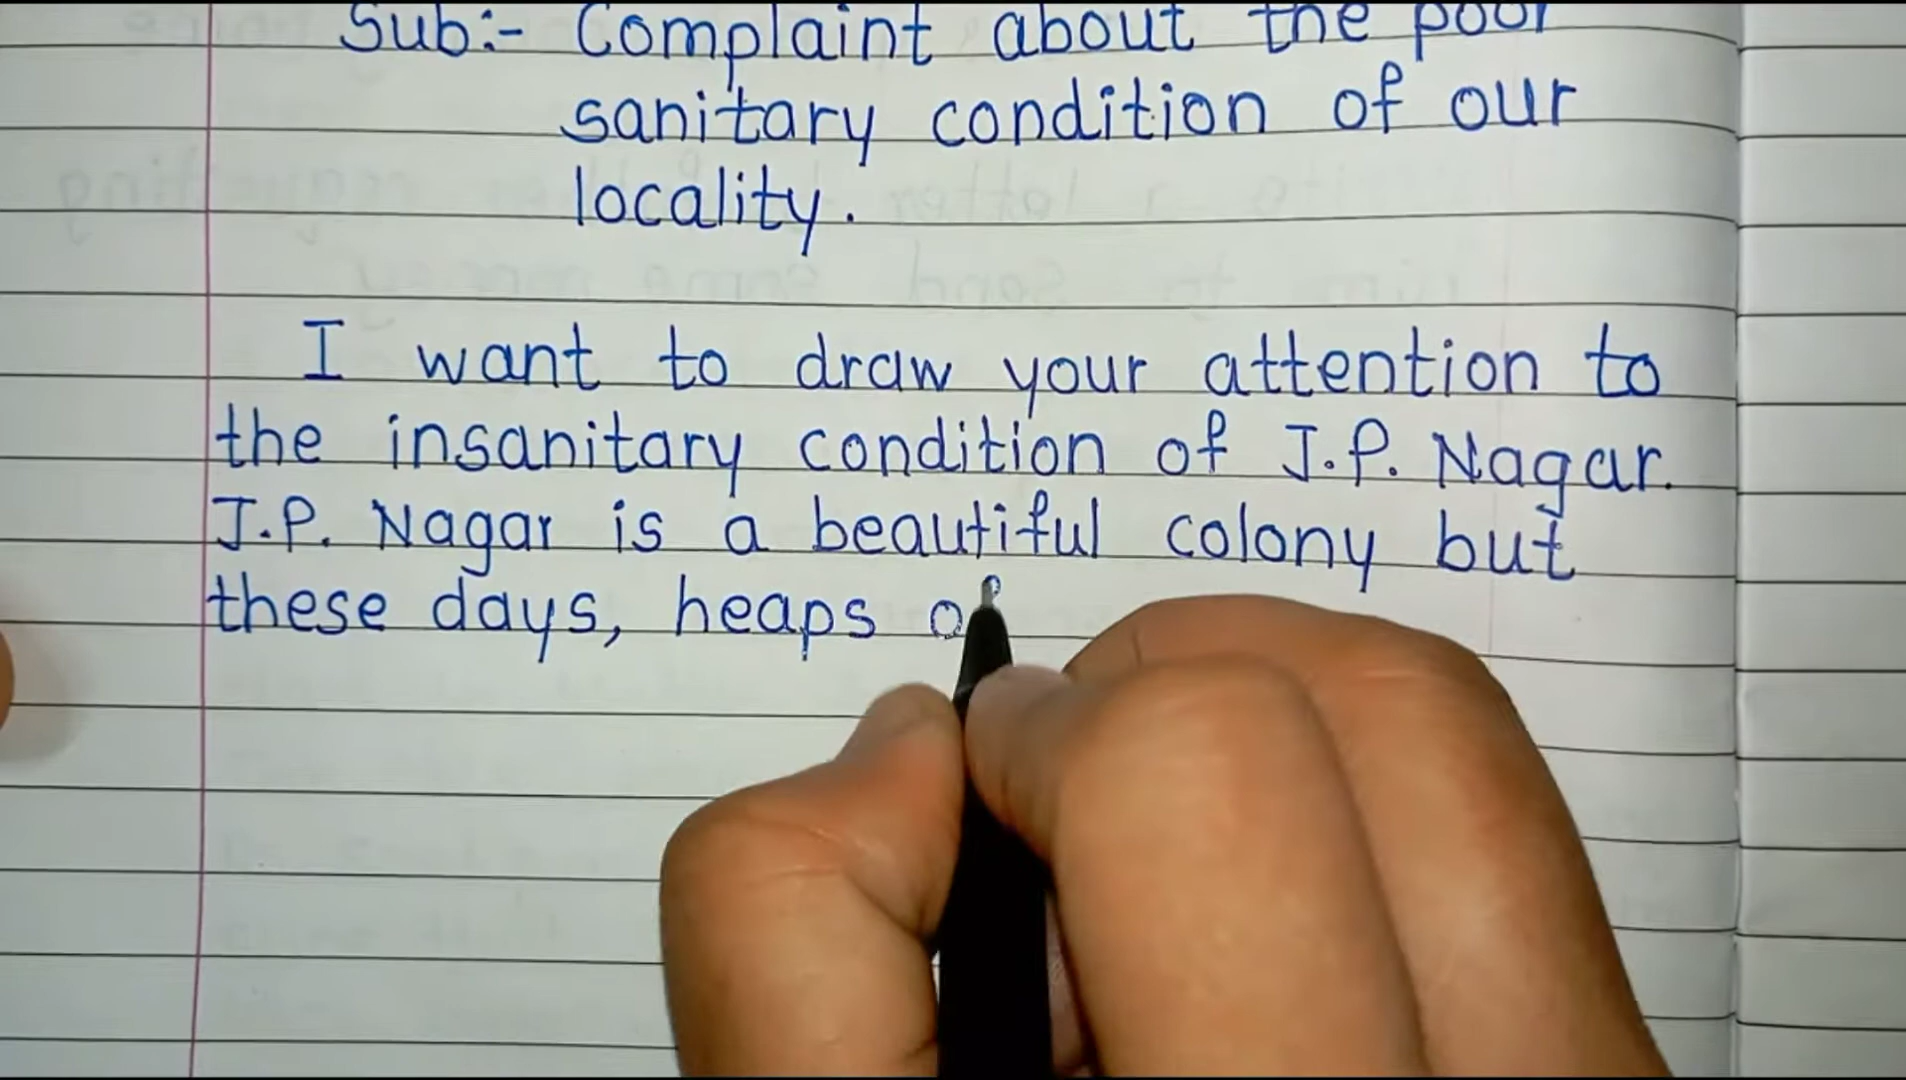 Sub:- Complaint about the poor
sanitary condition of our
locality.
I want to draw your attention to
the insanitary condition of J.P. Nagar.
J.P. Nagar is a beautiful colony but
these days, heaps of